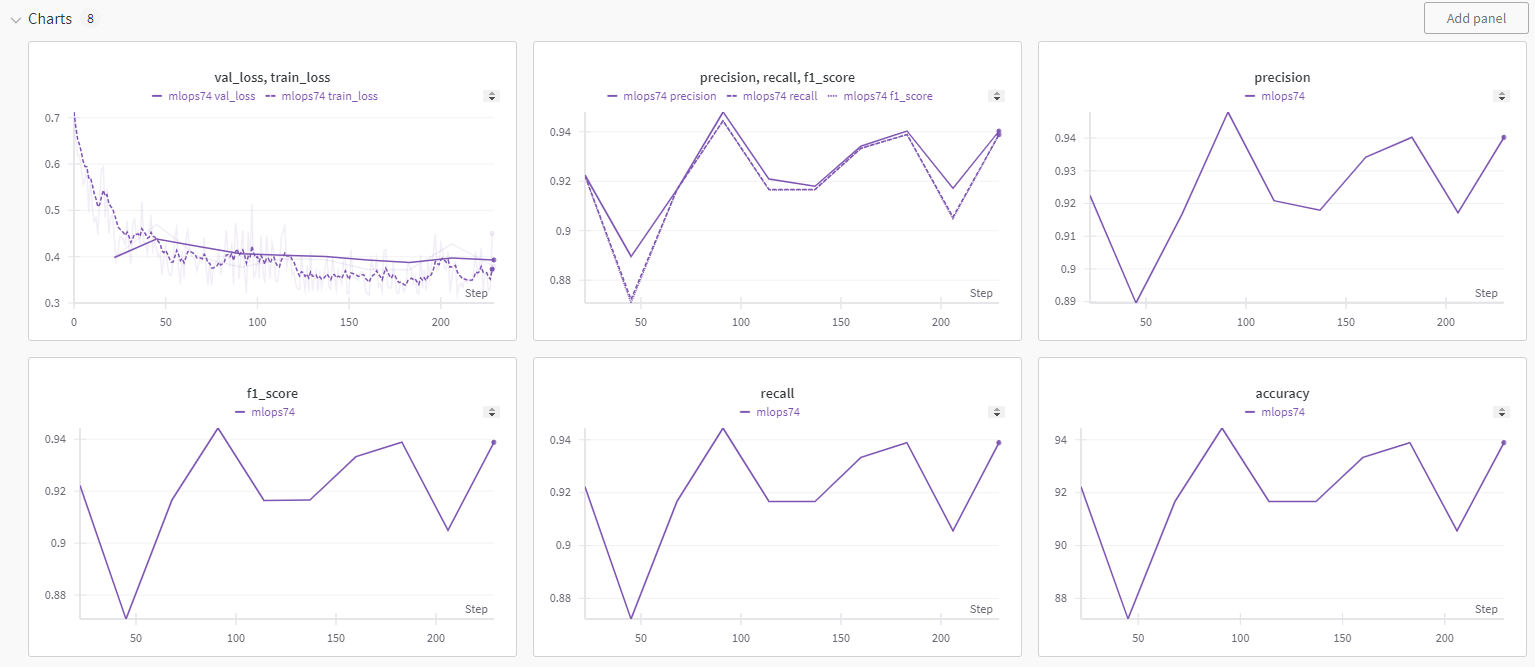 Charts 8
Add panel
val_loss, train_loss
mlops74 val_loss mlops74 train_loss
0.7
0.6
0.5
0.4
0.3
Step
0 50 100 150 200
precision, recall, f1_score
mlops74 precision mlops74 recall mlops74 f1_score
0.94
0.92
0.9
0.88
Step
50 100 150 200
precision
mlops74
0.94
0.93
0.92
0.91
0.9
0.89
Step
50 100 150 200
f1_score
mlops74
0.94
0.92
0.9
0.88
Step
50 100 150 200
recall
mlops74
0.94
0.92
0.9
0.88
Step
50 100 150 200
accuracy
mlops74
94
92
90
88
Step
50 100 150 200